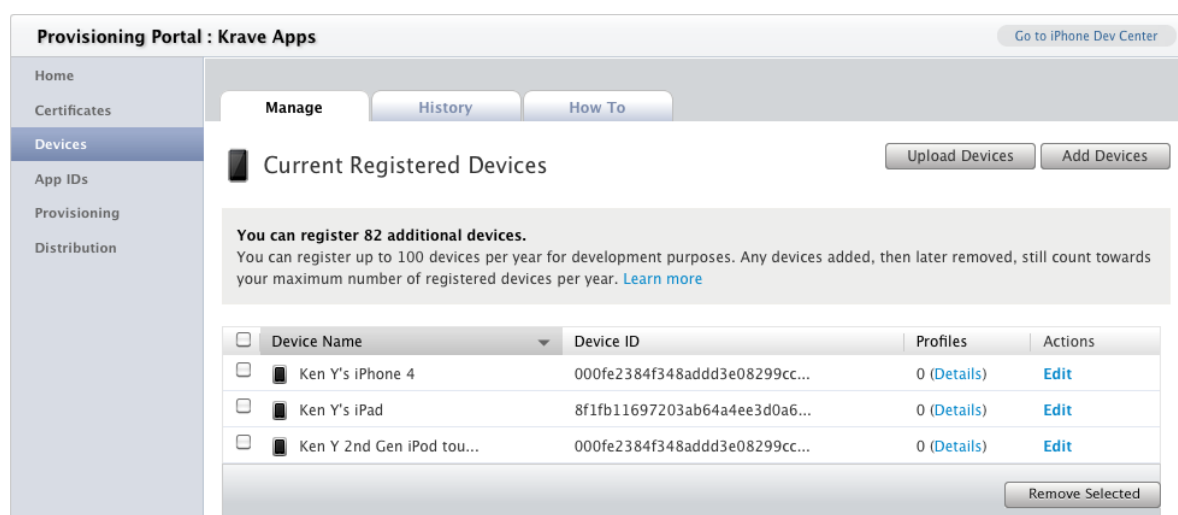 Provisioning Portal : Krave Apps
Go to iPhone Dev Center
Home
Certificates
Devices
App IDs
Provisioning
Distribution
Manage
History
How To
Current Registered Devices
Upload Devices
Add Devices
You can register 82 additional devices.
You can register up to 100 devices per year for development purposes. Any devices added, then later removed, still count towards
your maximum number of registered devices per year. Learn more
Device Name Device ID Profiles Actions
Ken Y's iPhone 4 000fe2384f348addd3e08299cc... 0 (Details) Edit
Ken Y's iPad 8f1fb11697203ab64a4ee3d0a6... 0 (Details) Edit
Ken Y 2nd Gen iPod tou... 000fe2384f348addd3e08299cc... 0 (Details) Edit
Remove Selected